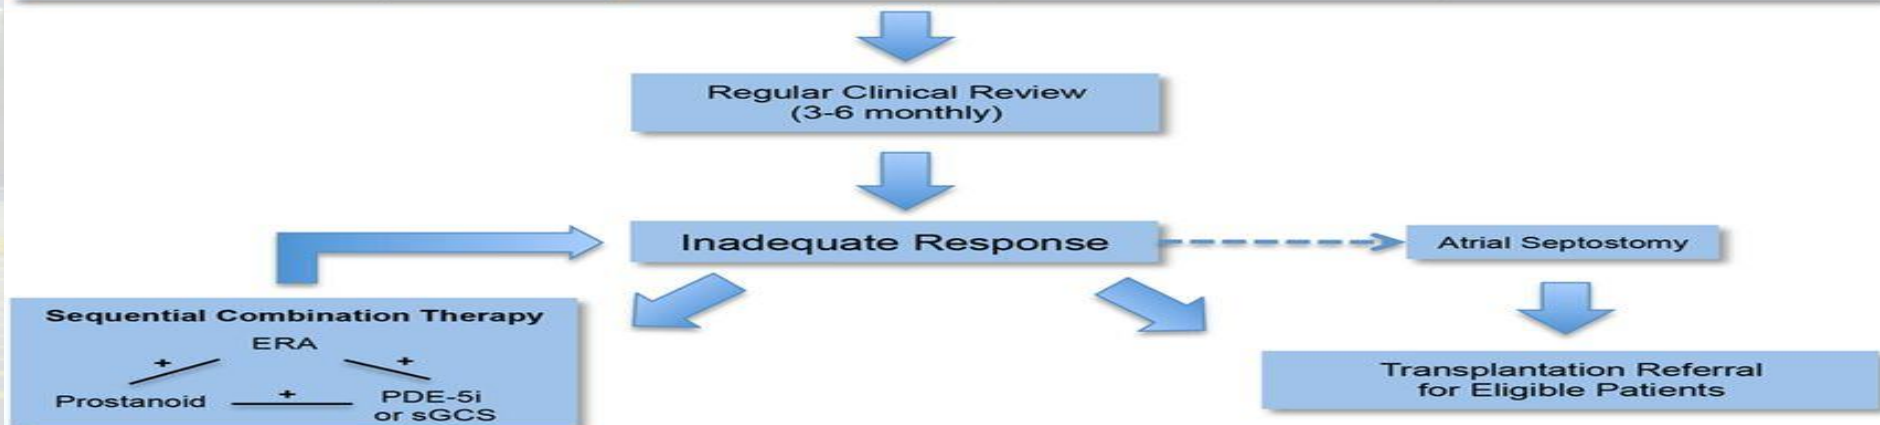 Regular Clinical Review
(3-6 monthly)
Inadequate Response
Atrial Septostomy
Sequential Combination Therapy
ERA
+ +
Prostanoid + PDE-5i
or sGCS
Transplantation Referral
for Eligible Patients